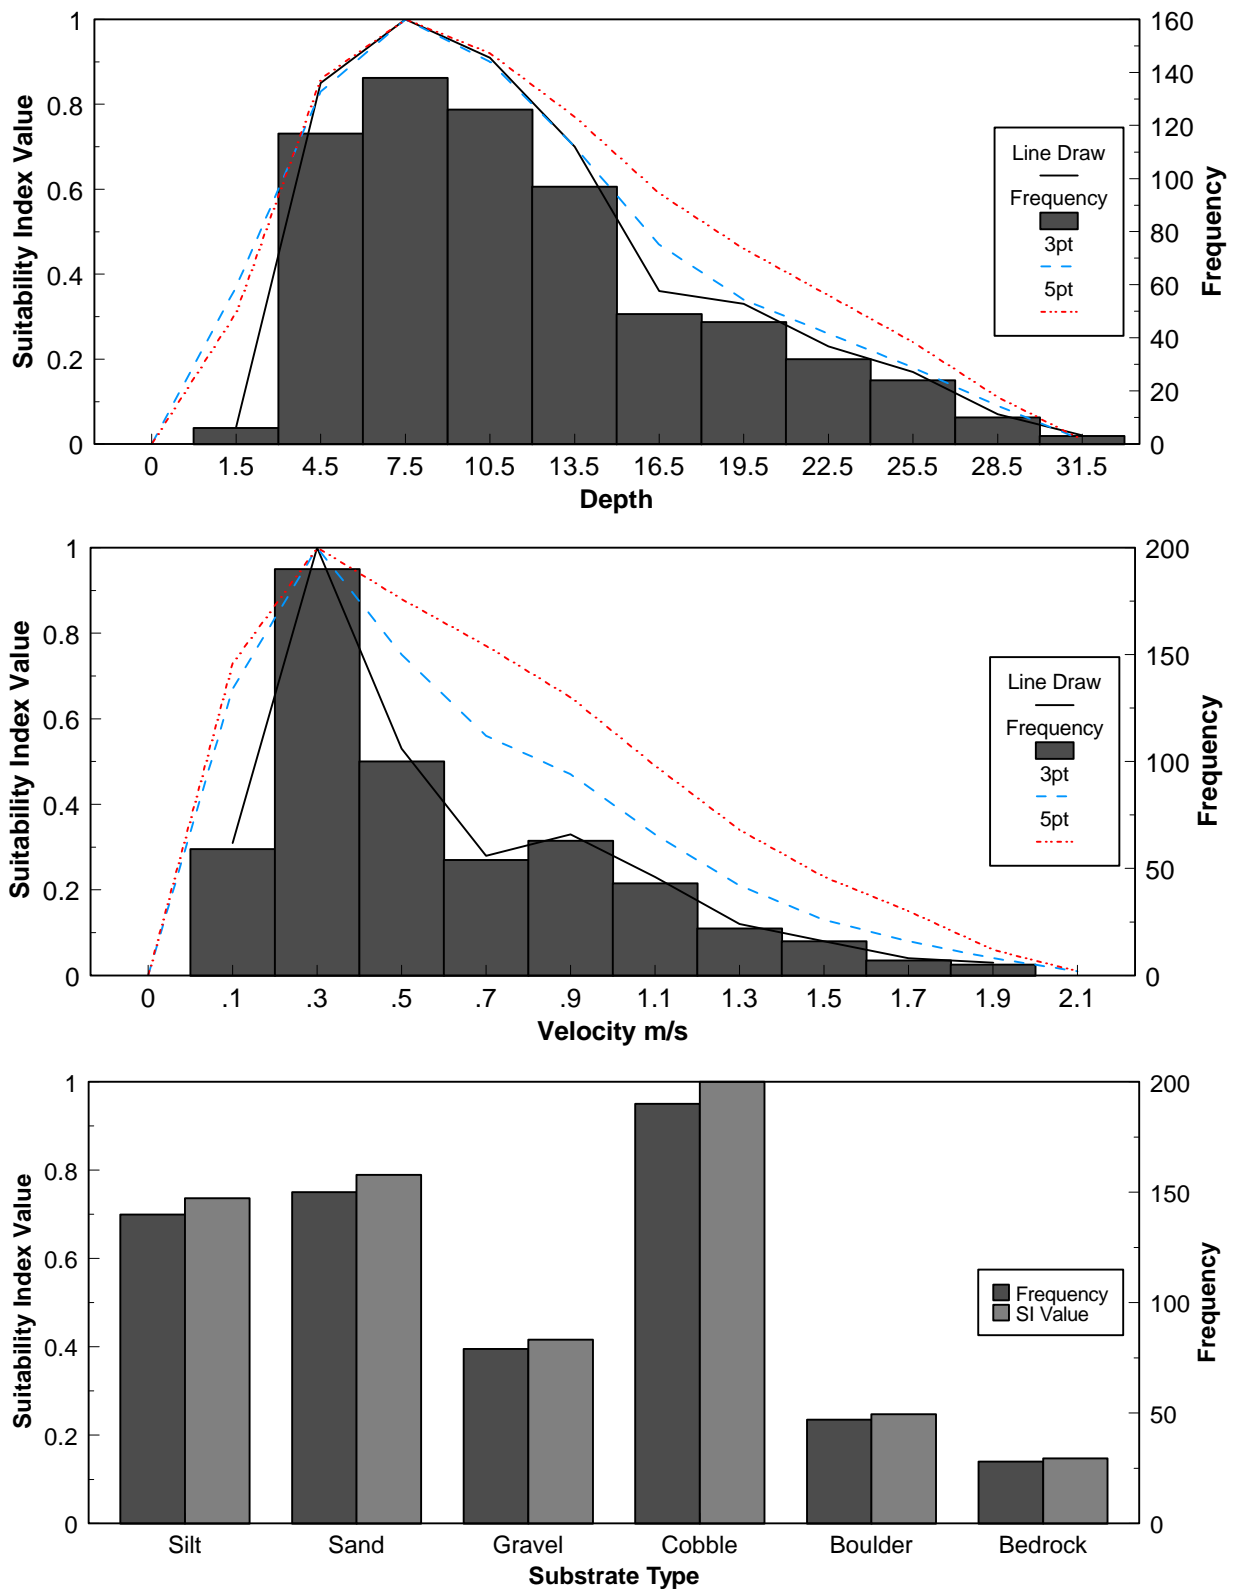 1
0.8
0.6
0.4
0.2
0
Suitability Index Value
160
140
120
100
80
60
40
20
0
Frequency
Line Draw
Frequency
3pt
5pt
0 1.5 4.5 7.5 10.5 13.5 16.5 19.5 22.5 25.5 28.5 31.5
Depth
1
0.8
0.6
0.4
0.2
0
Suitability Index Value
200
150
100
50
0
Frequency
Line Draw
Frequency
3pt
5pt
0 .1 .3 .5 .7 .9 1.1 1.3 1.5 1.7 1.9 2.1
Velocity m/s
1
0.8
0.6
0.4
0.2
0
Suitability Index Value
200
150
100
50
0
Frequency
Frequency
SI Value
Silt Sand Gravel Cobble Boulder Bedrock
Substrate Type